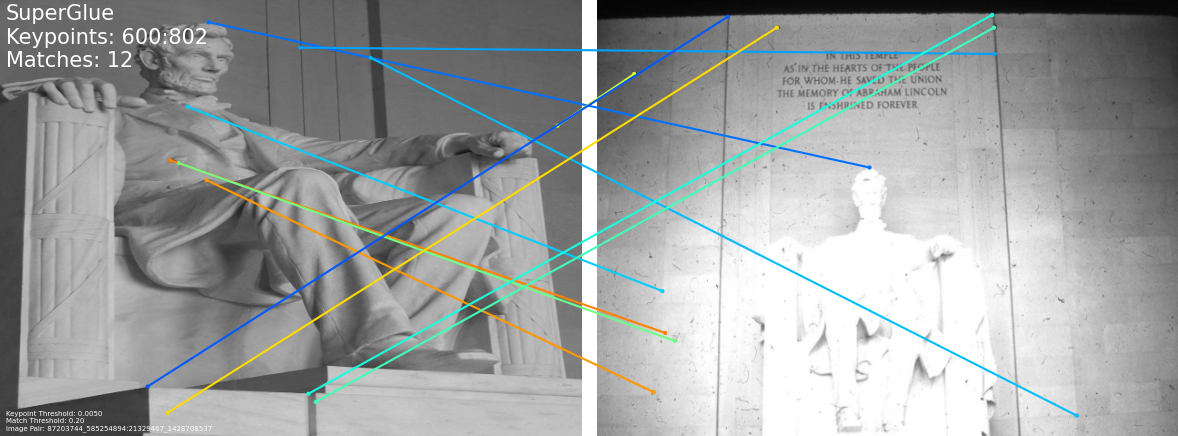 SuperGlue
Keypoints: 600:802
Matches: 12
IN THIS TEMPLE
AS IN THE HEARTS OF THE PEOPLE
FOR WHOM HE SAVED THE UNION
THE MEMORY OF ABRAHAM LINCOLN
IS ENSHRINED FOREVER
Keypoint Threshold: 0.0050
Match Threshold: 0.20
Image Pair: 87203744_585254894:21329467_1428708537